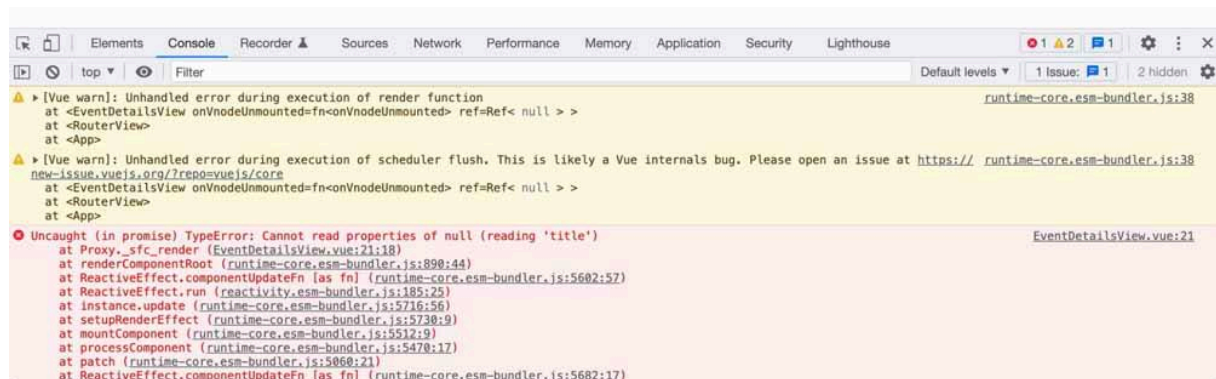 Elements Console Recorder Sources Network Performance Memory Application Security Lighthouse 1 2 1
top Filter Default levels 1 Issue: 1 2 hidden
[Vue warn]: Unhandled error during execution of render function runtime-core.esm-bundler.js:38
at <EventDetailsView onVnodeUnmounted=fn<onVnodeUnmounted> ref=Ref< null > >
at <RouterView>
at <App>
[Vue warn]: Unhandled error during execution of scheduler flush. This is likely a Vue internals bug. Please open an issue at https:// runtime-core.esm-bundler.js:38
new-issue.vuejs.org/?repo=vuejs/core
at <EventDetailsView onVnodeUnmounted=fn<onVnodeUnmounted> ref=Ref< null > >
at <RouterView>
at <App>
Uncaught (in promise) TypeError: Cannot read properties of null (reading 'title') EventDetailsView.vue:21
at Proxy._sfc_render (EventDetailsView.vue:21:18)
at renderComponentRoot (runtime-core.esm-bundler.js:890:44)
at ReactiveEffect.componentUpdateFn [as fn] (runtime-core.esm-bundler.js:5602:57)
at ReactiveEffect.run (reactivity.esm-bundler.js:185:25)
at instance.update (runtime-core.esm-bundler.js:5716:56)
at setupRenderEffect (runtime-core.esm-bundler.js:5730:9)
at mountComponent (runtime-core.esm-bundler.js:5512:9)
at processComponent (runtime-core.esm-bundler.js:5470:17)
at patch (runtime-core.esm-bundler.js:5060:21)
at ReactiveEffect.componentUpdateFn [as fn] (runtime-core.esm-bundler.js:5682:17)